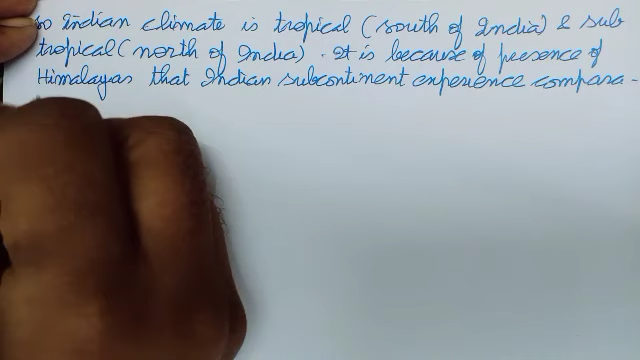 so Indian climate is tropical (south of India) & sub
tropical (north of India). It is because of presence of
Himalayas that Indian subcontinent experience compara-